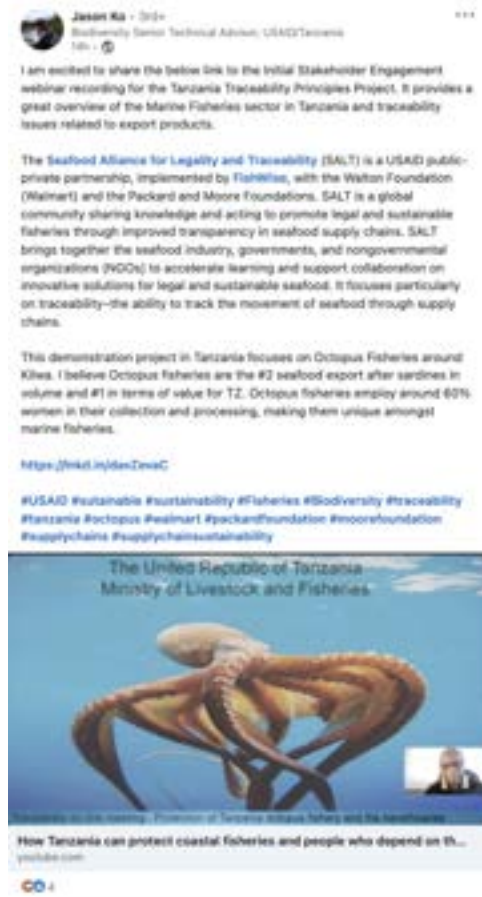 Jason Ko · 3rd+
Biodiversity Senior Technical Advisor, USAID/Tanzania
I am excited to share the below link to the Initial Stakeholder Engagement
webinar recording for the Tanzania Traceability Principles Project. It provides a
great overview of the Marine Fisheries sector in Tanzania and traceability
issues related to export products.
The Seafood Alliance for Legality and Traceability (SALT) is a USAID public-
private partnership, implemented by FishWise, with the Walton Foundation
(Walmart) and the Packard and Moore Foundations. SALT is a global
community sharing knowledge and acting to promote legal and sustainable
fisheries through improved transparency in seafood supply chains. SALT
brings together the seafood industry, governments, and nongovernmental
organizations (NGOs) to accelerate learning and support collaboration on
innovative solutions for legal and sustainable seafood. It focuses particularly
on traceability–the ability to track the movement of seafood through supply
chains.
This demonstration project in Tanzania focuses on Octopus Fisheries around
Kilwa. I believe Octopus fisheries are the #2 seafood export after sardines in
volume and #1 in terms of value for TZ. Octopus fisheries employ around 60%
women in their collection and processing, making them unique amongst
marine fisheries.
#USAID #sutainable #sustainability #Fisheries #Biodiversity #traceability
#tanzania #octopus #walmart #packardfoundation #moorefoundation
#supplychains #supplychainsustainability
The United Republic of Tanzania
Ministry of Livestock and Fisheries
How Tanzania can protect coastal fisheries and people who depend on th...
youtube.com
4